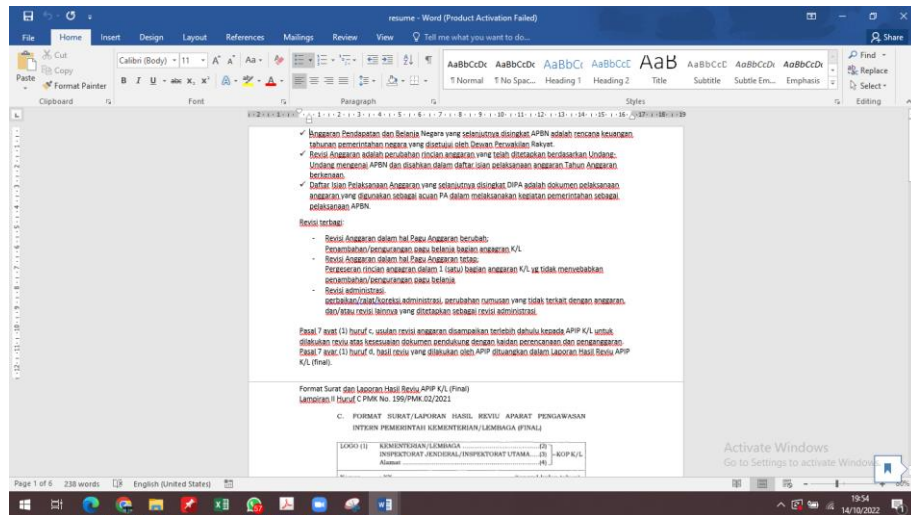 resume - Word (Product Activation Failed)
File Home Insert Design Layout References Mailings Review View Tell me what you want to do... Share
Cut
Copy
Format Painter
Paste
Clipboard
Calibri (Body) 11
Font
Paragraph
AaBbCcDc AaBbCcDc AaBbCc AaBbCcC AaB AaBbCcC AaBbCcDc AaBbCcDc
¶ Normal ¶ No Spac... Heading 1 Heading 2 Title Subtitle Subtle Em... Emphasis
Styles
Find
Replace
Select
Editing
✓ Anggaran Pendapatan dan Belanja Negara yang selanjutnya disingkat APBN adalah rencana keuangan
tahunan pemerintahan negara yang disetujui oleh Dewan Perwakilan Rakyat.
✓ Revisi Anggaran adalah perubahan rincian anggaran yang telah ditetapkan berdasarkan Undang-
Undang mengenai APBN dan disahkan dalam daftar isian pelaksanaan anggaran Tahun Anggaran
berkenaan.
✓ Daftar Isian Pelaksanaan Anggaran yang selanjutnya disingkat DIPA adalah dokumen pelaksanaan
anggaran yang digunakan sebagai acuan PA dalam melaksanakan kegiatan pemerintahan sebagai
pelaksanaan APBN.
Revisi terbagi:
- Revisi Anggaran dalam hal Pagu Anggaran berubah;
Penambahan/pengurangan pagu belanja bagian angagran K/L
- Revisi Anggaran dalam hal Pagu Anggaran tetap;
Pergeseran rincian angagran dalam 1 (satu) bagian anggaran K/L yg tidak menyebabkan
penambahan/pengurangan pagu belanja
- Revisi administrasi.
perbaikan/ralat/koreksi administrasi, perubahan rumusan yang tidak terkait dengan anggaran,
dan/atau revisi lainnya yang ditetapkan sebagai revisi administrasi
Pasal 7 ayat (1) huruf c, usulan revisi anggaran disampaikan terlebih dahulu kepada APIP K/L untuk
dilakukan reviu atas kesesuaian dokumen pendukung dengan kaidah perencanaan dan penganggaran.
Pasal 7 ayar (1) huruf d, hasil reviu yang dilakukan oleh APIP dituangkan dalam Laporan Hasil Reviu APIP
K/L (final).
Format Surat dan Laporan Hasil Reviu APIP K/L (Final)
Lampiran II Huruf C PMK No. 199/PMK.02/2021
C. FORMAT SURAT/LAPORAN HASIL REVIU APARAT PENGAWASAN
INTERN PEMERINTAH KEMENTERIAN/LEMBAGA (FINAL)
LOGO (1) KEMENTERIAN/LEMBAGA ..........(2)
INSPEKTORAT JENDERAL/INSPEKTORAT UTAMA.....(3) KOP K/L
Alamat ..........(4)
Activate Windows
Go to Settings to activate Windows.
Page 1 of 6 238 words English (United States) 80%
19:54
14/10/2022